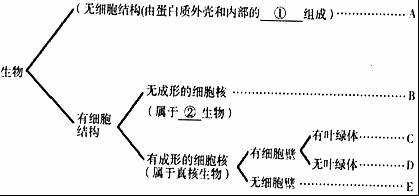 (无细胞结构(由蛋白质外壳和内部的 ① 组成) A
生物
无成形的细胞核 B
(属于 ② 生物)
有细胞
结构
有叶绿体 C
有成形的细胞核
(属于真核生物)
有细胞壁
无叶绿体 D
无细胞壁 E